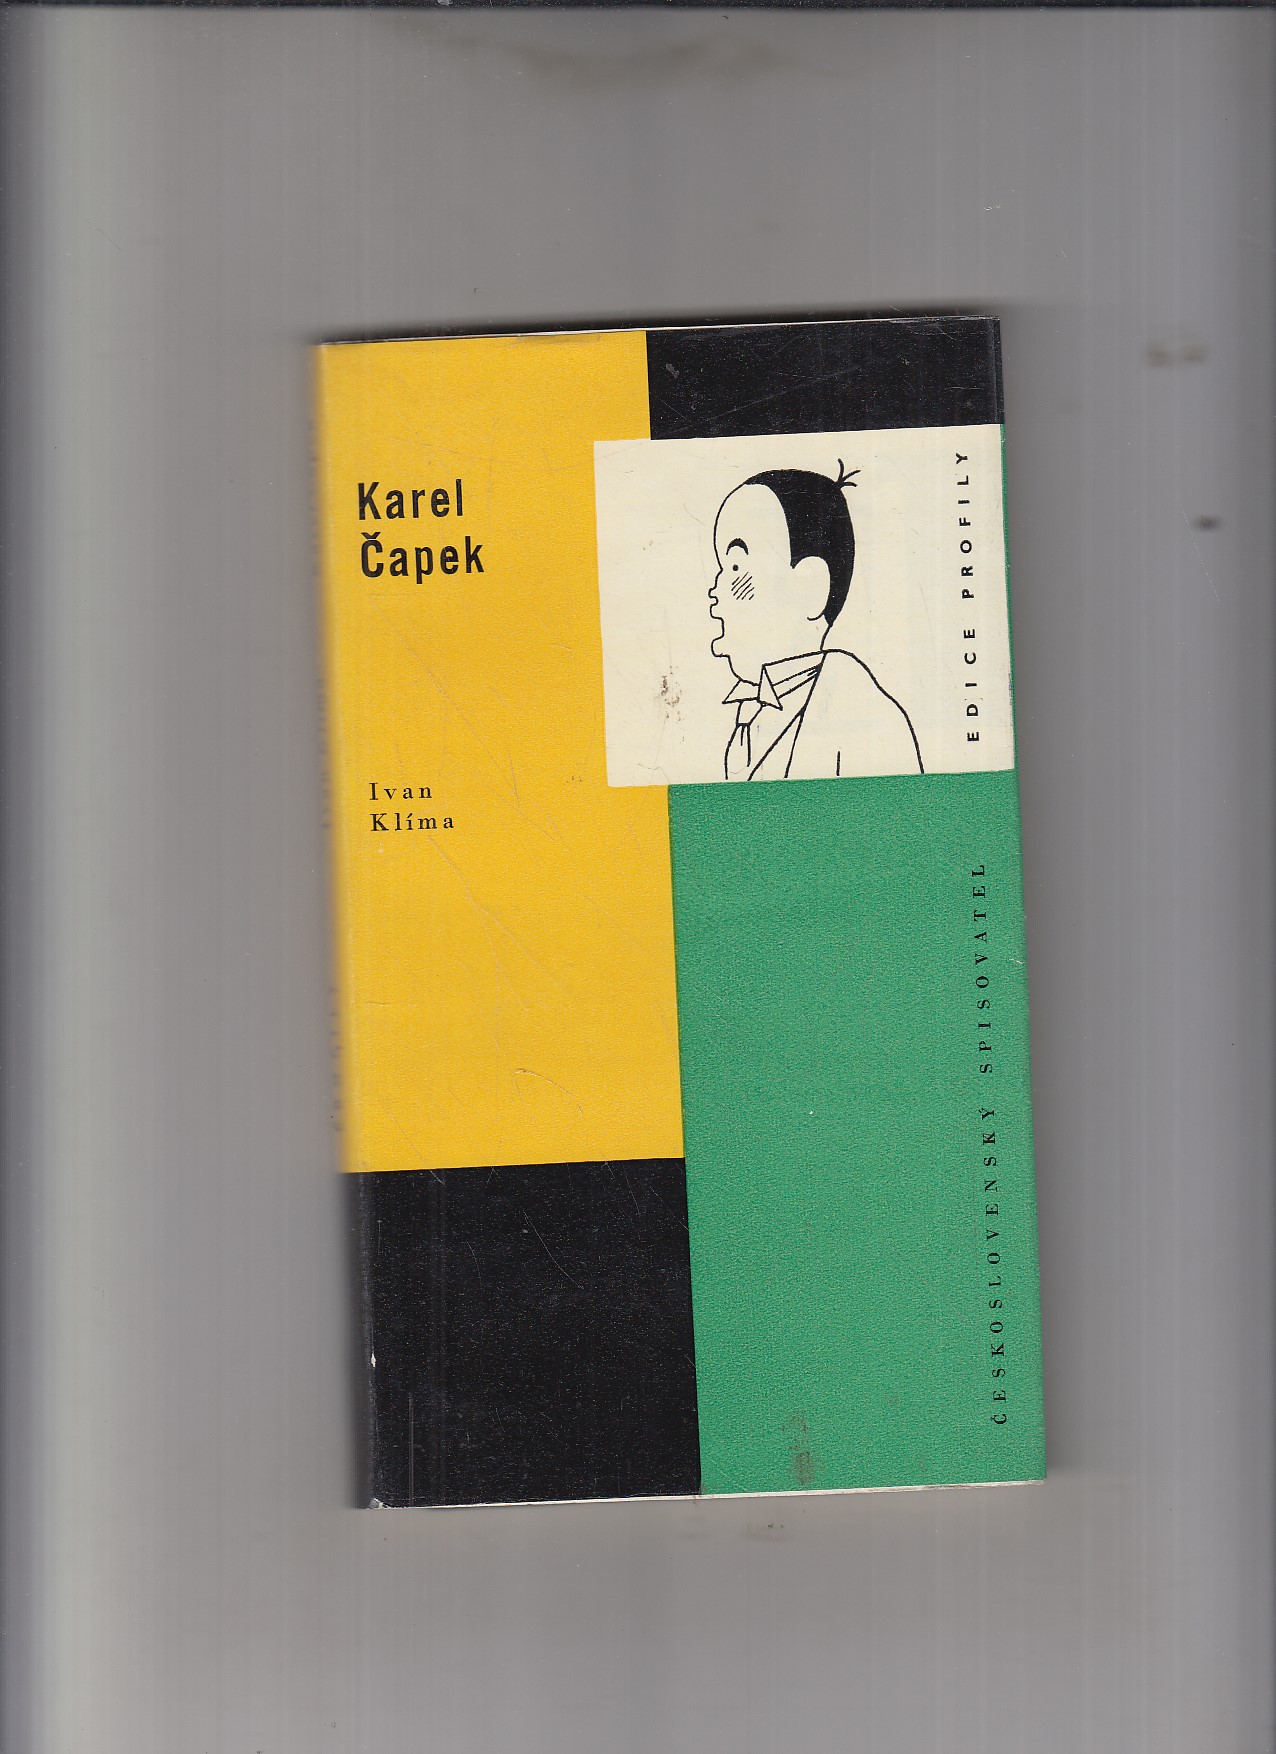 Karel
Čapek
Ivan
Klíma
EDICE PROFILY
ČESKOSLOVENSKÝ SPISOVATEL